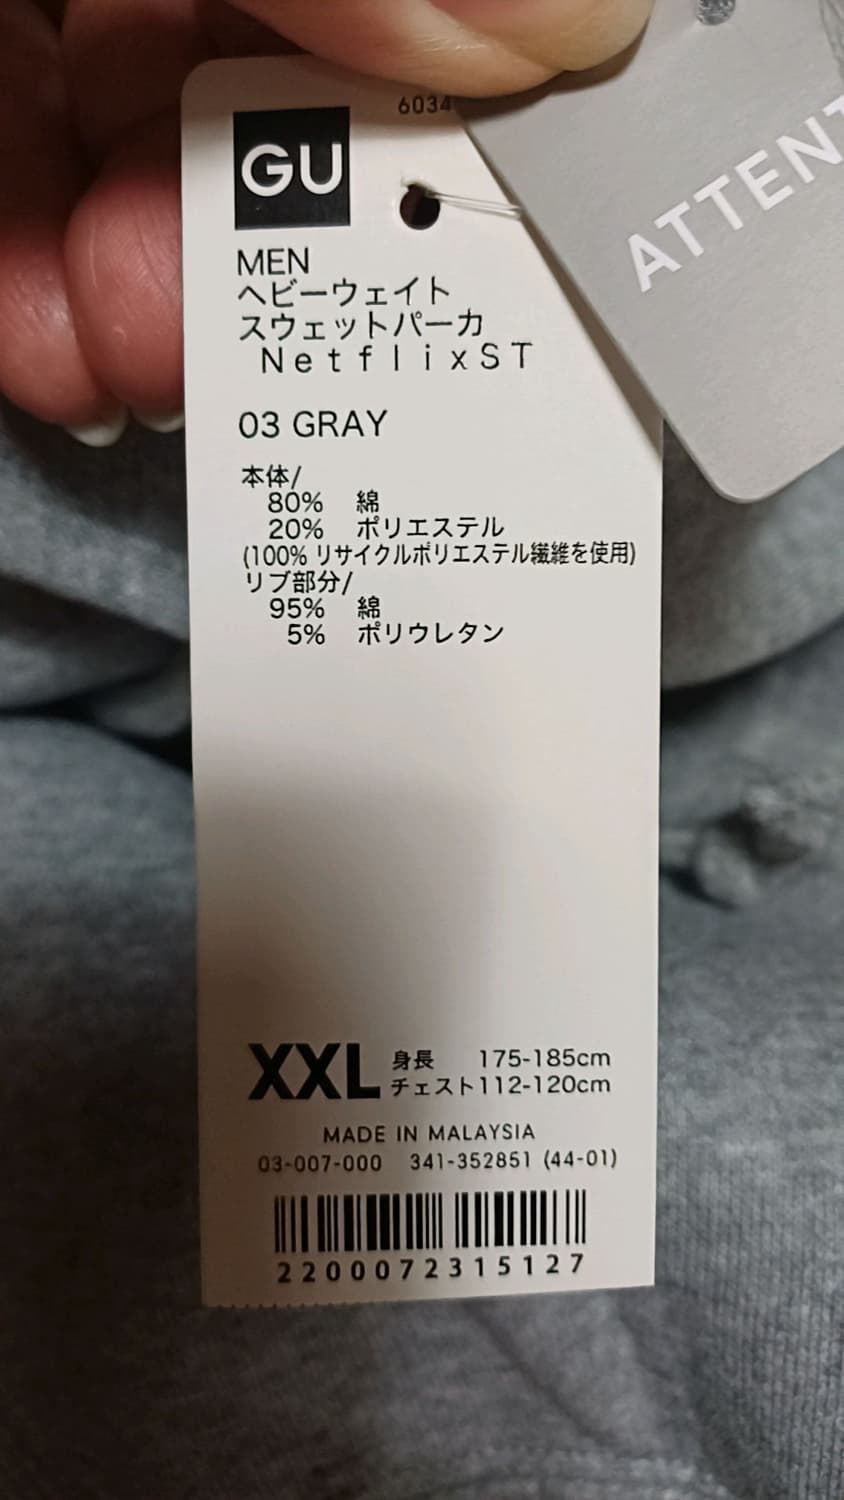 6034
GU
ATTENT
MEN
ヘビーウェイト
スウェットパーカ
NetflixST
03 GRAY
本体/
80% 綿
20% ポリエステル
(100% リサイクルポリエステル繊維を使用)
リブ部分/
95% 綿
5% ポリウレタン
XXL 身長 175-185cm
チェスト112-120cm
MADE IN MALAYSIA
03-007-000 341-352851 (44-01)
2200072315127